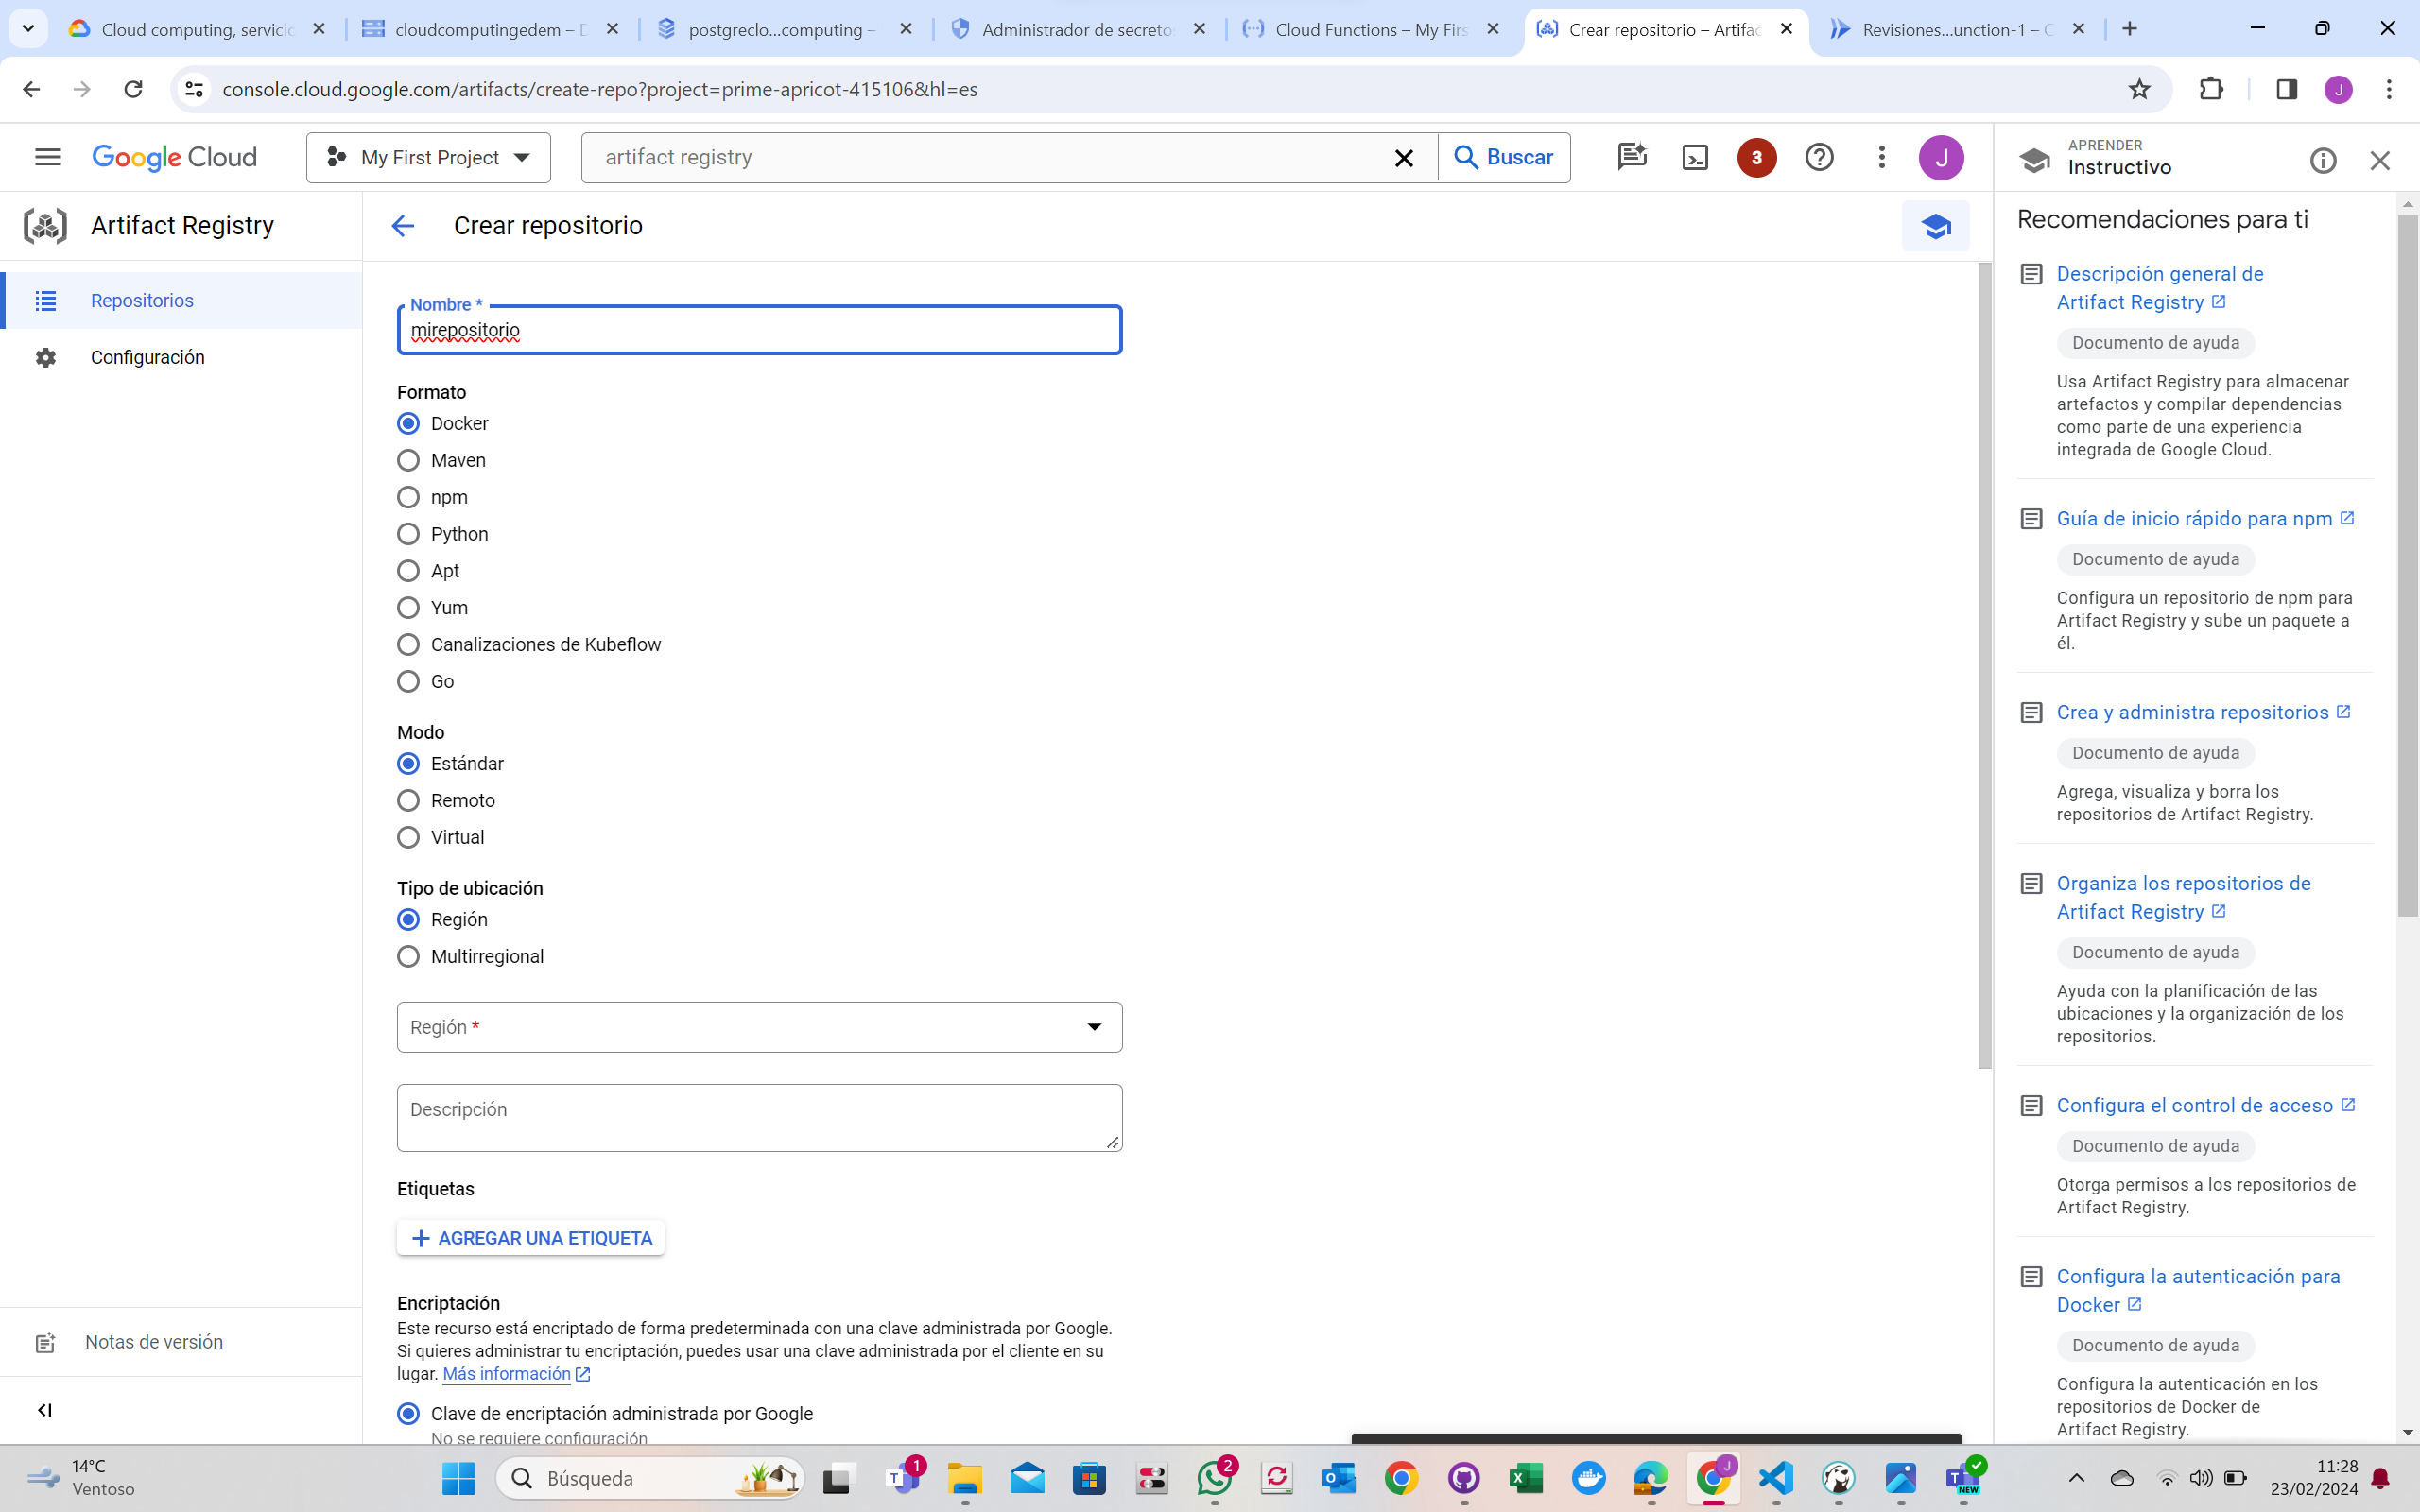 Cloud computing, servicio
cloudcomputingedem – D
postgreclo...computing –
Administrador de secreto
Cloud Functions – My Firs
Crear repositorio – Artifac
Revisiones...unction-1 – C
console.cloud.google.com/artifacts/create-repo?project=prime-apricot-415106&hl=es
J
Google Cloud
My First Project
artifact registry
Buscar
3
J
APRENDER
Instructivo
Artifact Registry
Repositorios
Configuración
Notas de versión
Crear repositorio
Nombre *
mirepositorio
Formato
Docker
Maven
npm
Python
Apt
Yum
Canalizaciones de Kubeflow
Go
Modo
Estándar
Remoto
Virtual
Tipo de ubicación
Región
Multirregional
Región *
Descripción
Etiquetas
AGREGAR UNA ETIQUETA
Encriptación
Este recurso está encriptado de forma predeterminada con una clave administrada por Google.
Si quieres administrar tu encriptación, puedes usar una clave administrada por el cliente en su
lugar. Más información
Clave de encriptación administrada por Google
No se requiere configuración
Recomendaciones para ti
Descripción general de
Artifact Registry
Documento de ayuda
Usa Artifact Registry para almacenar
artefactos y compilar dependencias
como parte de una experiencia
integrada de Google Cloud.
Guía de inicio rápido para npm
Documento de ayuda
Configura un repositorio de npm para
Artifact Registry y sube un paquete a
él.
Crea y administra repositorios
Documento de ayuda
Agrega, visualiza y borra los
repositorios de Artifact Registry.
Organiza los repositorios de
Artifact Registry
Documento de ayuda
Ayuda con la planificación de las
ubicaciones y la organización de los
repositorios.
Configura el control de acceso
Documento de ayuda
Otorga permisos a los repositorios de
Artifact Registry.
Configura la autenticación para
Docker
Documento de ayuda
Configura la autenticación en los
repositorios de Docker de
Artifact Registry.
14°C
Ventoso
Búsqueda
1
2
J
NEW
11:28
23/02/2024